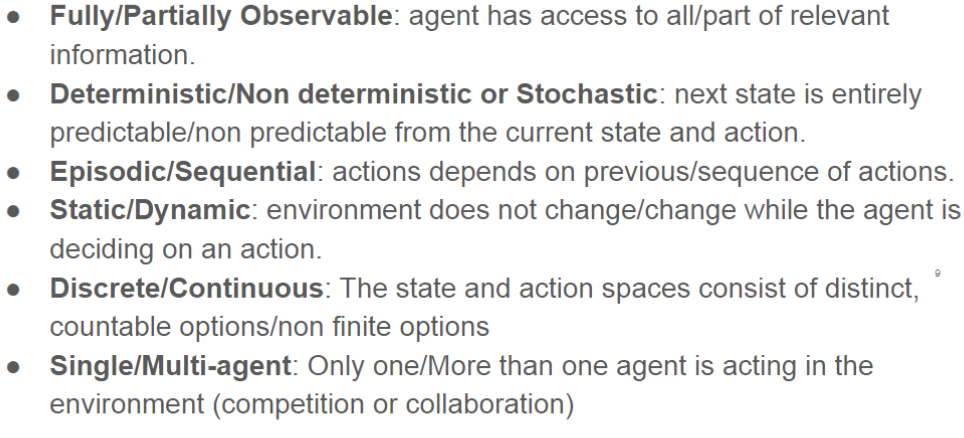 ● Fully/Partially Observable: agent has access to all/part of relevant
information.
● Deterministic/Non deterministic or Stochastic: next state is entirely
predictable/non predictable from the current state and action.
● Episodic/Sequential: actions depends on previous/sequence of actions.
● Static/Dynamic: environment does not change/change while the agent is
deciding on an action.
● Discrete/Continuous: The state and action spaces consist of distinct,
countable options/non finite options
● Single/Multi-agent: Only one/More than one agent is acting in the
environment (competition or collaboration)